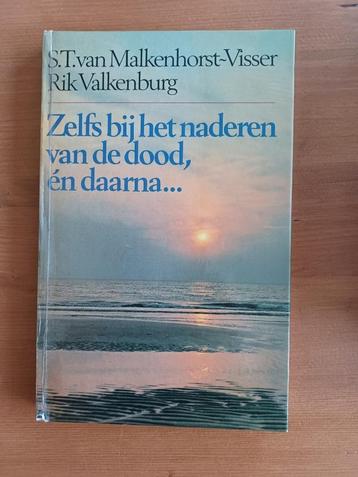 S.T. van Malkenhorst-Visser
Rik Valkenburg
Zelfs bij het naderen
van de dood,
én daarna...